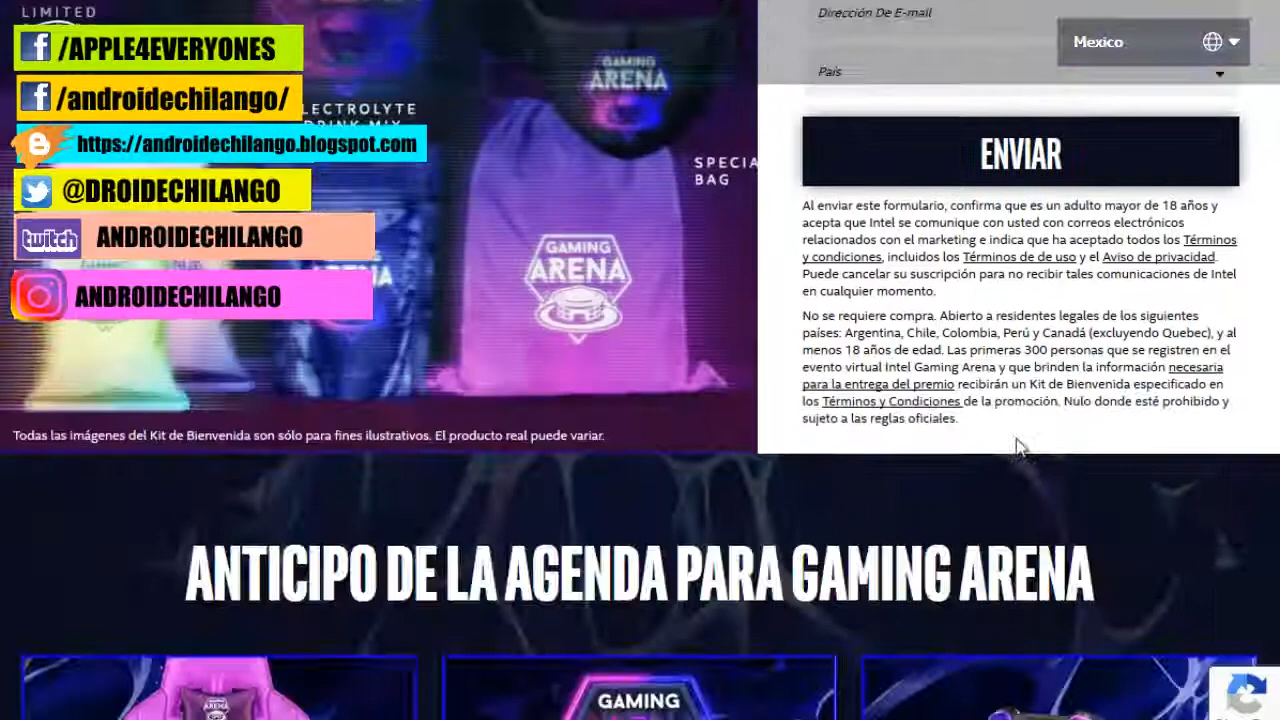 LIMITED
/APPLE4EVERYONES
/androidechilango/
ELECTROLYTE
DRINK MIX
https://androidechilango.blogspot.com
@DROIDECHILANGO
twitch ANDROIDECHILANGO
ANDROIDECHILANGO
GAMING
ARENA
SPECIA
BAG
GAMING
ARENA
Todas las imágenes del Kit de Bienvenida son sólo para fines ilustrativos. El producto real puede variar.
Dirección De E-mail
Mexico
País
ENVIAR
Al enviar este formulario, confirma que es un adulto mayor de 18 años y
acepta que Intel se comunique con usted con correos electrónicos
relacionados con el marketing e indica que ha aceptado todos los Términos
y condiciones, incluidos los Términos de de uso y el Aviso de privacidad.
Puede cancelar su suscripción para no recibir tales comunicaciones de Intel
en cualquier momento.
No se requiere compra. Abierto a residentes legales de los siguientes
países: Argentina, Chile, Colombia, Perú y Canadá (excluyendo Quebec), y al
menos 18 años de edad. Las primeras 300 personas que se registren en el
evento virtual Intel Gaming Arena y que brinden la información necesaria
para la entrega del premio recibirán un Kit de Bienvenida especificado en
los Términos y Condiciones de la promoción. Nulo donde esté prohibido y
sujeto a las reglas oficiales.
ANTICIPO DE LA AGENDA PARA GAMING ARENA
ARENA
GAMING